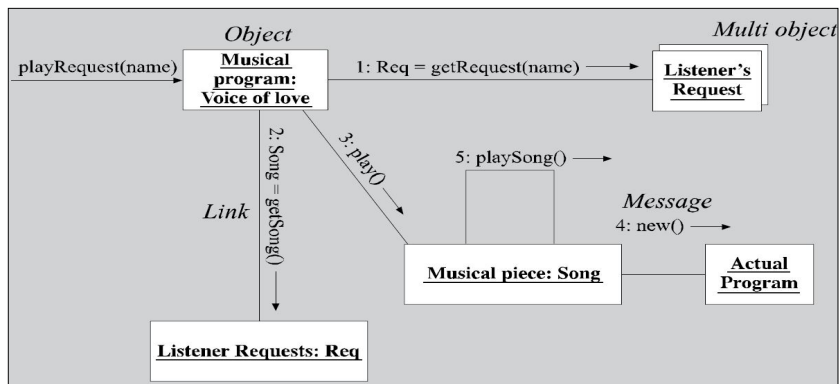 Object
Multi object
playRequest(name)
Musical
program:
Voice of love
1: Req = getRequest(name)
Listener's
Request
2: Song = getSong()
3: play()
5: playSong()
Link
Message
4: new()
Musical piece: Song
Actual
Program
Listener Requests: Req